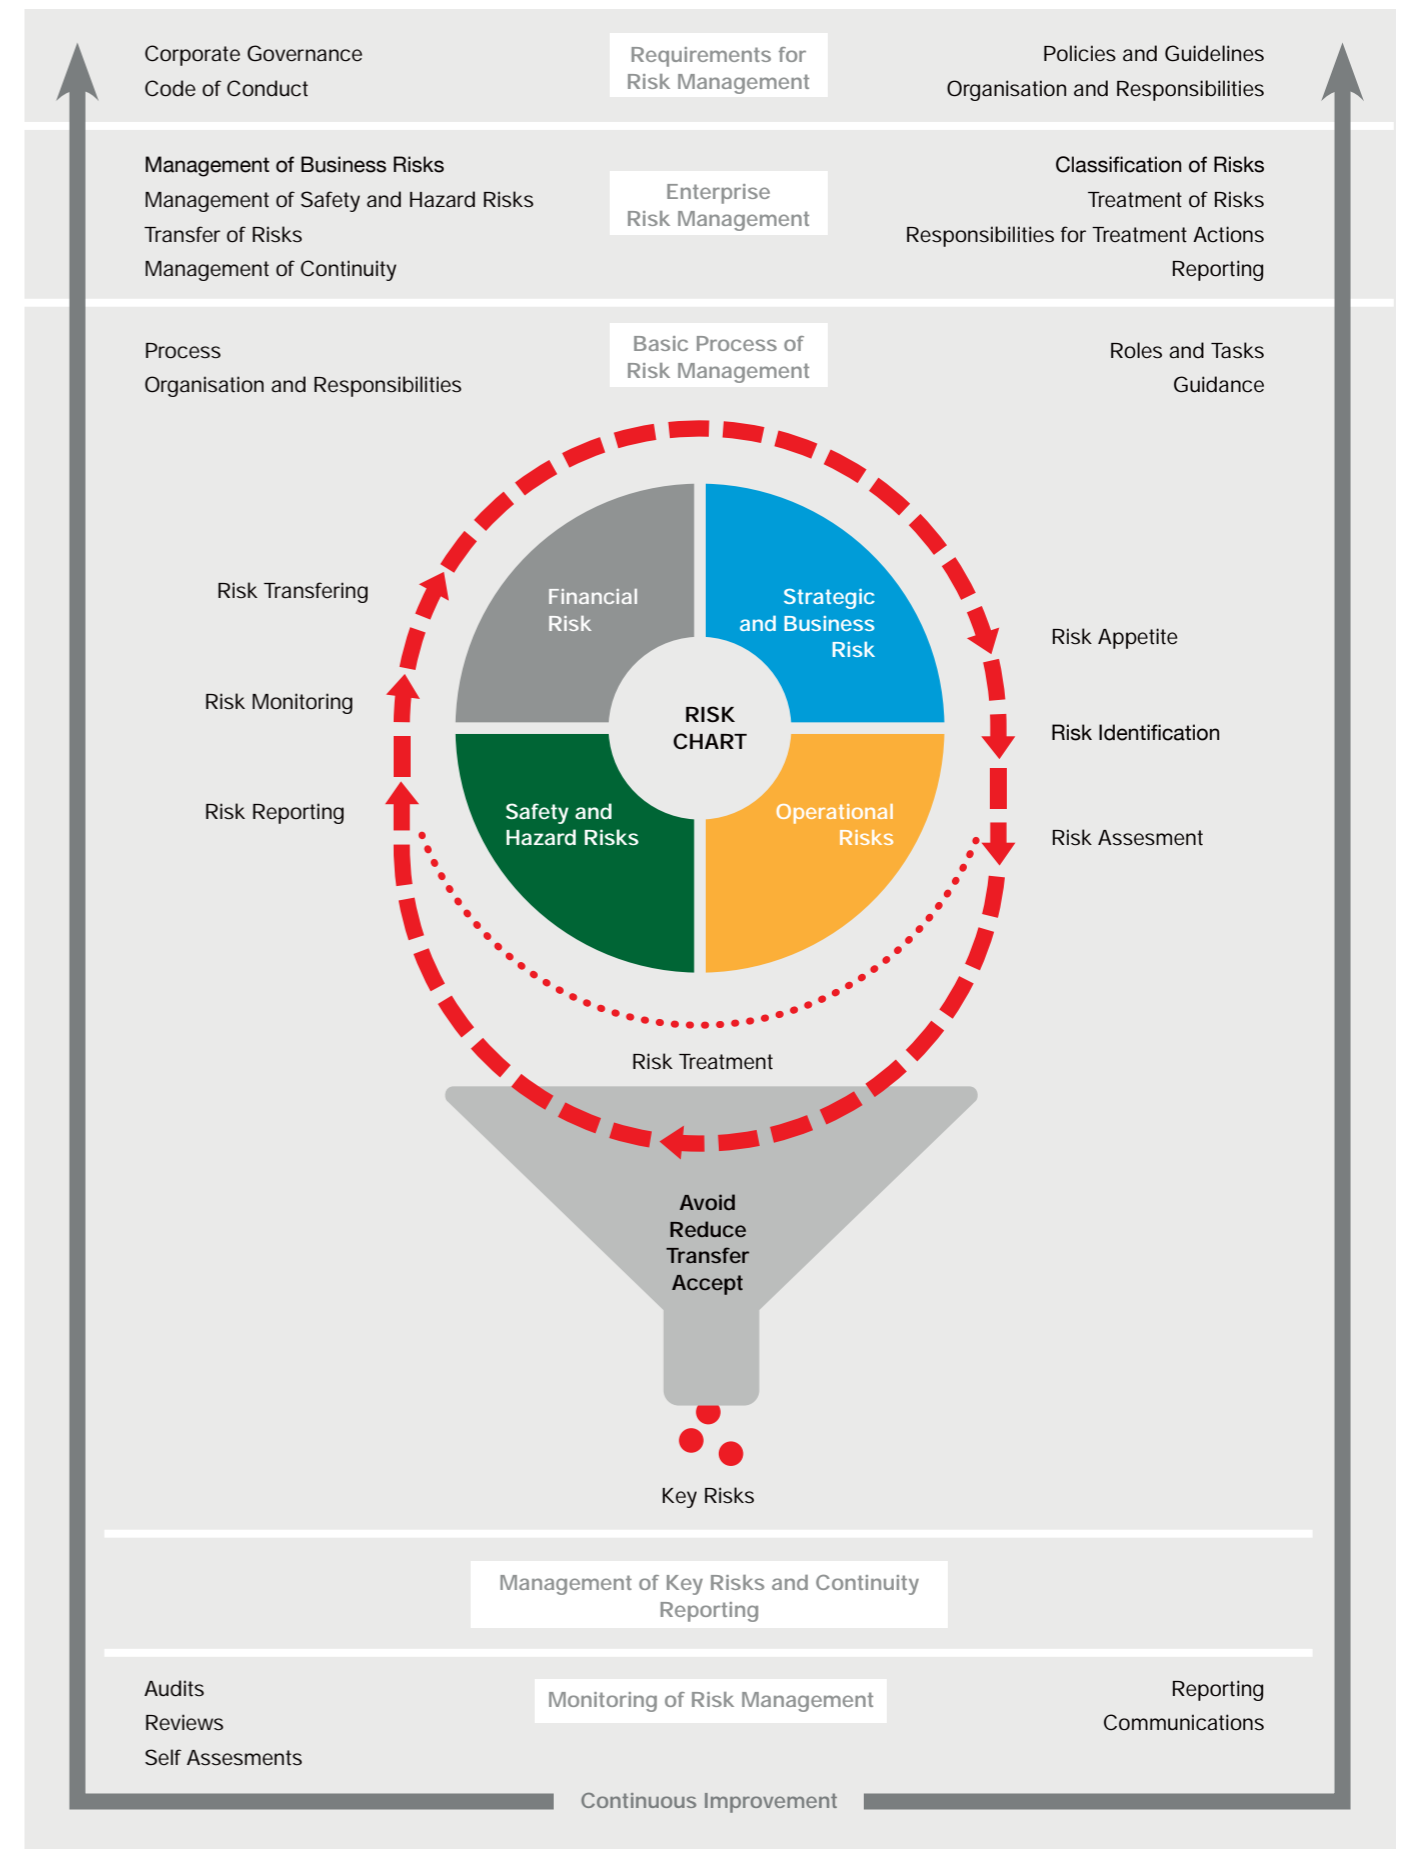 Corporate Governance
Code of Conduct
Requirements for
Risk Management
Policies and Guidelines
Organisation and Responsibilities
Management of Business Risks
Management of Safety and Hazard Risks
Transfer of Risks
Management of Continuity
Enterprise
Risk Management
Classification of Risks
Treatment of Risks
Responsibilities for Treatment Actions
Reporting
Process
Organisation and Responsibilities
Basic Process of
Risk Management
Roles and Tasks
Guidance
Risk Transfering
Risk Monitoring
Risk Reporting
Financial
Risk
Strategic
and Business
Risk
RISK
CHART
Safety and
Hazard Risks
Operational
Risks
Risk Appetite
Risk Identification
Risk Assesment
Risk Treatment
Avoid
Reduce
Transfer
Accept
Key Risks
Management of Key Risks and Continuity
Reporting
Audits
Reviews
Self Assesments
Monitoring of Risk Management
Reporting
Communications
Continuous Improvement